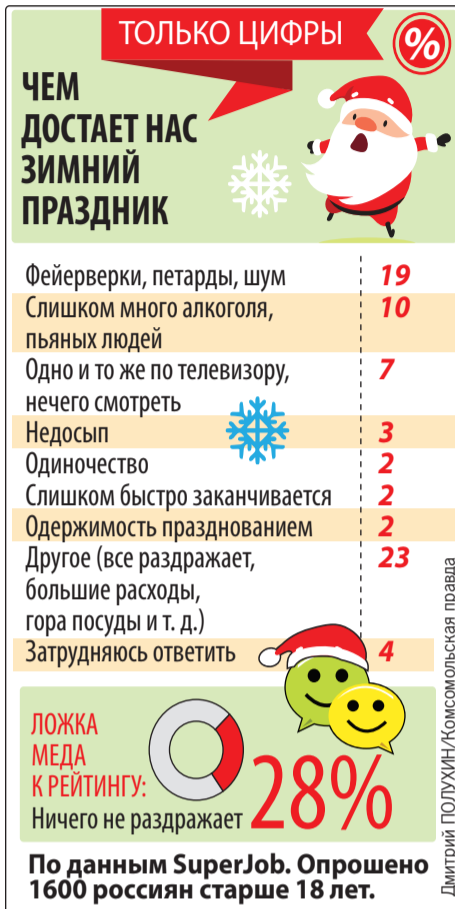 ТОЛЬКО ЦИФРЫ
%
ЧЕМ
ДОСТАЕТ НАС
ЗИМНИЙ
ПРАЗДНИК
Фейерверки, петарды, шум 19
Слишком много алкоголя, 10
пьяных людей
Одно и то же по телевизору, 7
нечего смотреть
Недосып 3
Одиночество 2
Слишком быстро заканчивается 2
Одержимость празднованием 2
Другое (все раздражает, 23
большие расходы,
гора посуды и т. д.)
Затрудняюсь ответить 4
ЛОЖКА
МЕДА
К РЕЙТИНГУ:
Ничего не раздражает 28%
По данным SuperJob. Опрошено
1600 россиян старше 18 лет.
Дмитрий ПОЛУХИН/Комсомольская правда